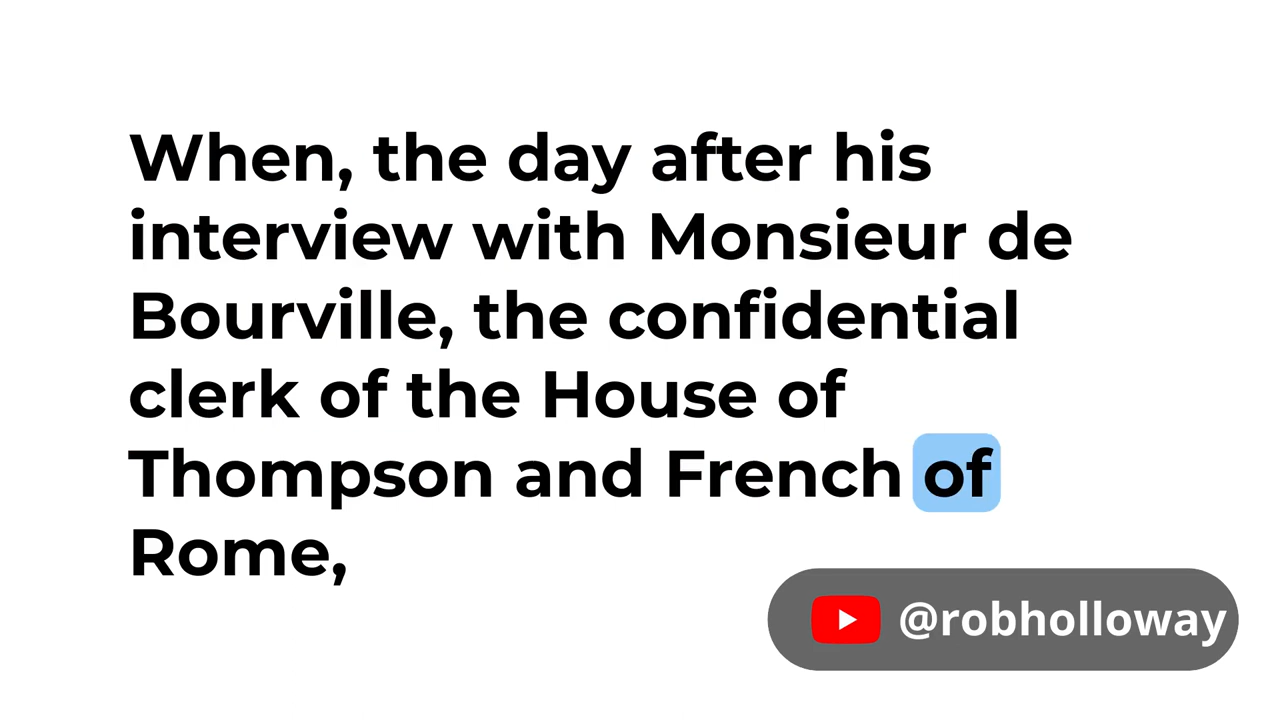 When, the day after his
interview with Monsieur de
Bourville, the confidential
clerk of the House of
Thompson and French of
Rome,
@robholloway